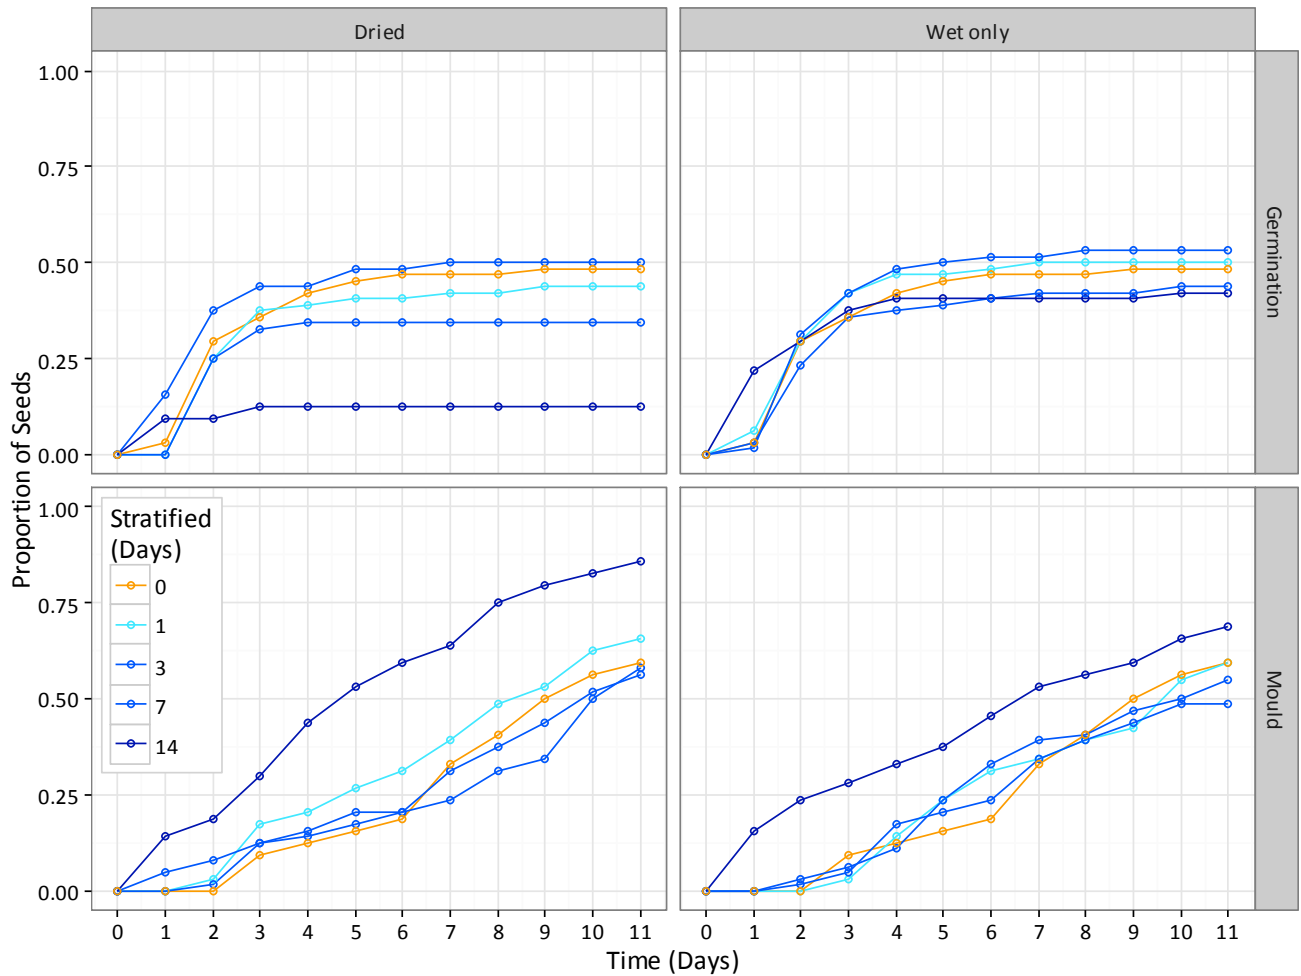 Dried
Wet only
1.00
0.75
0.50
0.25
0.00
Germination
Proportion of Seeds
1.00
0.75
0.50
0.25
0.00
Stratified
(Days)
0
1
3
7
14
Mould
0 1 2 3 4 5 6 7 8 9 10 11
0 1 2 3 4 5 6 7 8 9 10 11
Time (Days)